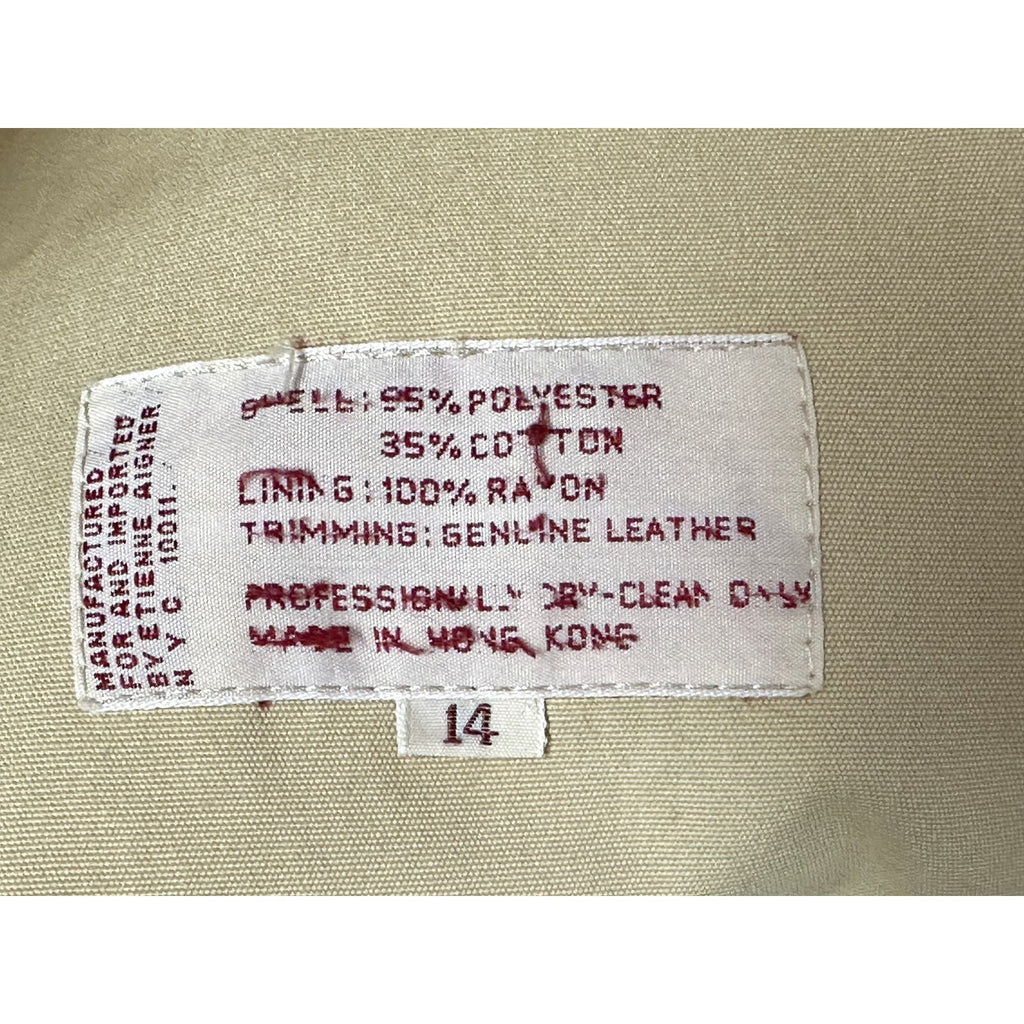 MANUFACTURED
FOR AND IMPORTED
BY ETIENNE AIGNER
N Y C 10011.
SHELL: 65% POLYESTER
35% COTTON
LINING: 100% RAYON
TRIMMING: GENUINE LEATHER
PROFESSIONALLY DRY-CLEAN ONLY
MADE IN HONG KONG
14